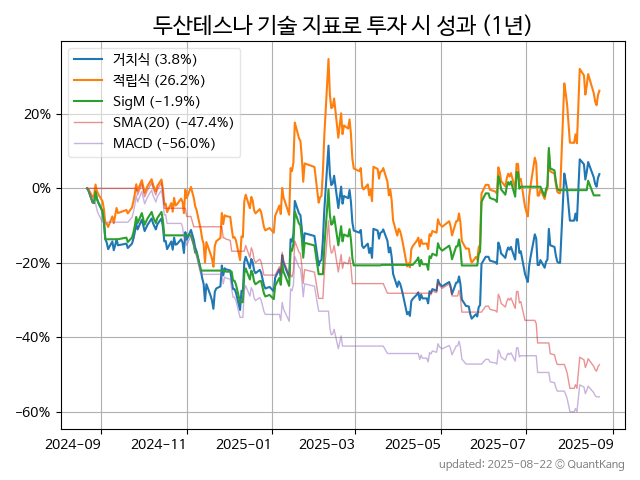 두산테스나 기술 지표로 투자 시 성과 (1년)
거치식 (3.8%)
적립식 (26.2%)
SigM (−1.9%)
SMA(20) (−47.4%)
MACD (−56.0%)
20%
0%
−20%
−40%
−60%
2024-09 2024-11 2025-01 2025-03 2025-05 2025-07 2025-09
updated: 2025-08-22 © QuantKang